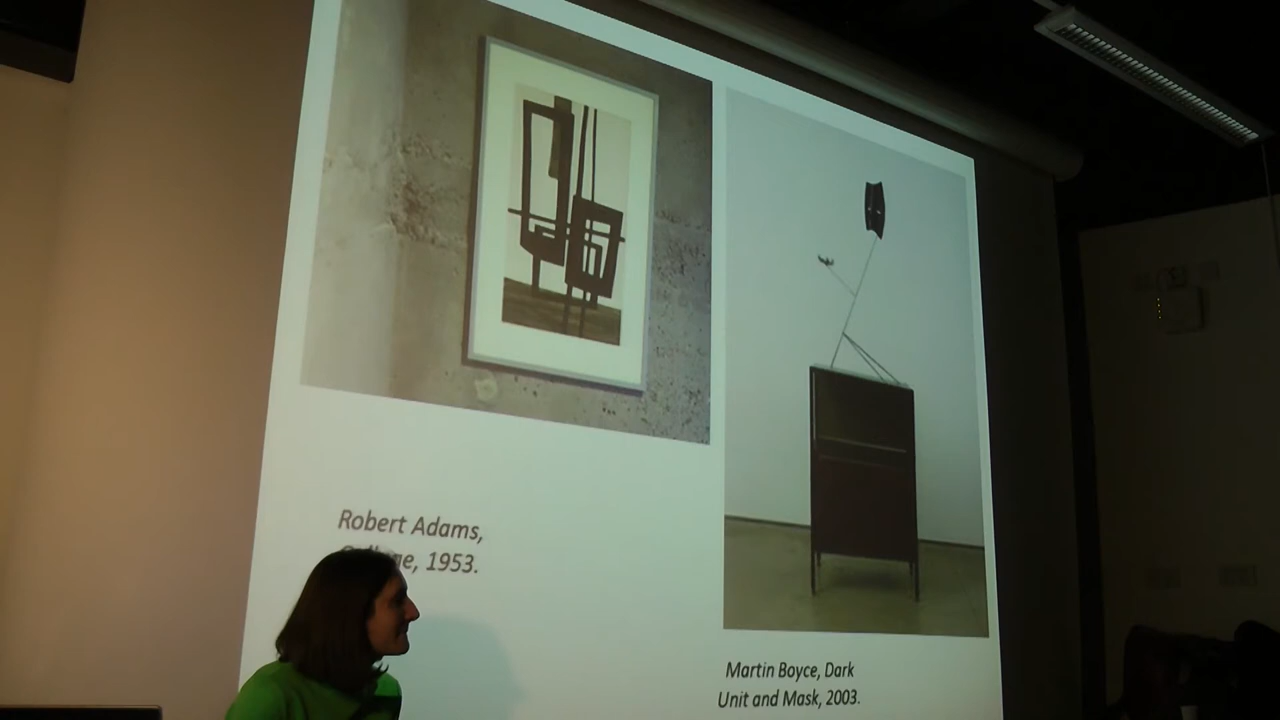 Robert Adams,
1953.
Martin Boyce, Dark
Unit and Mask, 2003.